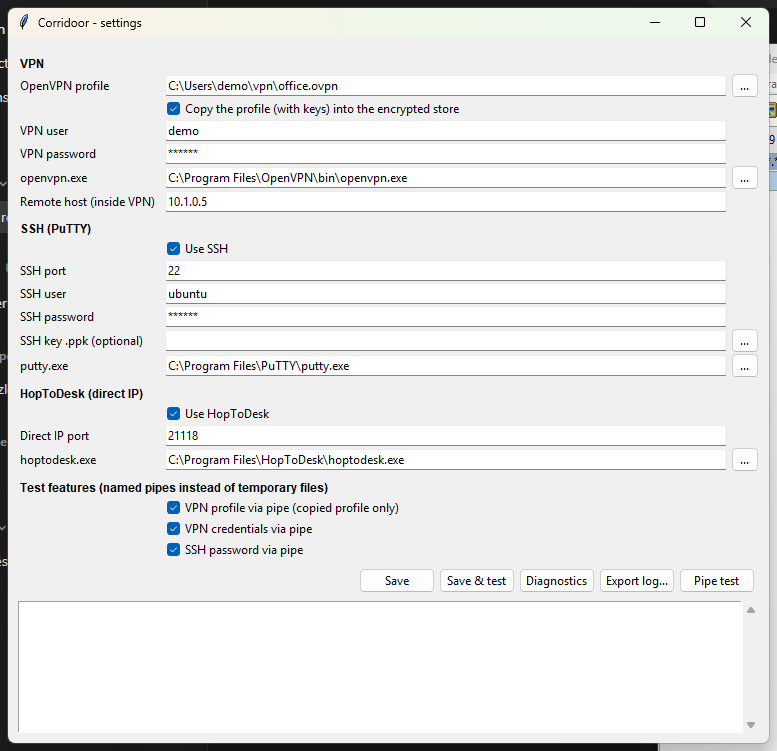 Corridoor - settings
VPN
OpenVPN profile C:\Users\demo\vpn\office.ovpn ...
Copy the profile (with keys) into the encrypted store
VPN user demo
VPN password ******
openvpn.exe C:\Program Files\OpenVPN\bin\openvpn.exe ...
Remote host (inside VPN) 10.1.0.5
SSH (PuTTY)
Use SSH
SSH port 22
SSH user ubuntu
SSH password ******
SSH key .ppk (optional) ...
putty.exe C:\Program Files\PuTTY\putty.exe ...
HopToDesk (direct IP)
Use HopToDesk
Direct IP port 21118
hoptodesk.exe C:\Program Files\HopToDesk\hoptodesk.exe ...
Test features (named pipes instead of temporary files)
VPN profile via pipe (copied profile only)
VPN credentials via pipe
SSH password via pipe
Save Save & test Diagnostics Export log... Pipe test